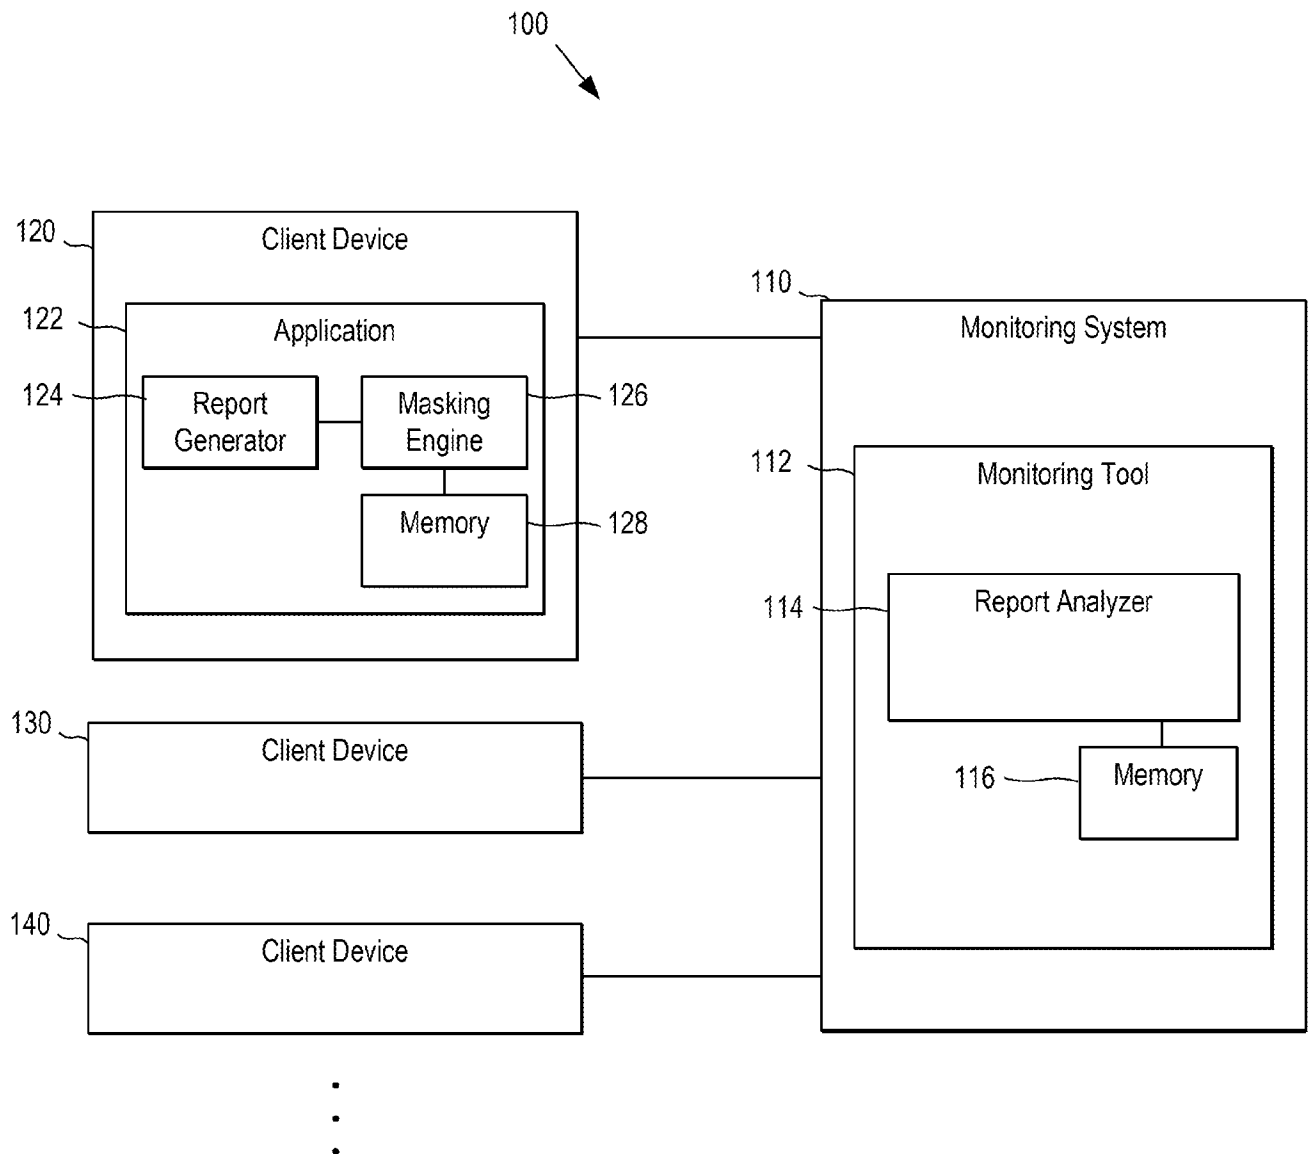 100
120
Client Device
122
Application
124
Report
Generator
Masking
Engine
126
Memory
128
130
Client Device
140
Client Device
110
Monitoring System
112
Monitoring Tool
114
Report Analyzer
116
Memory